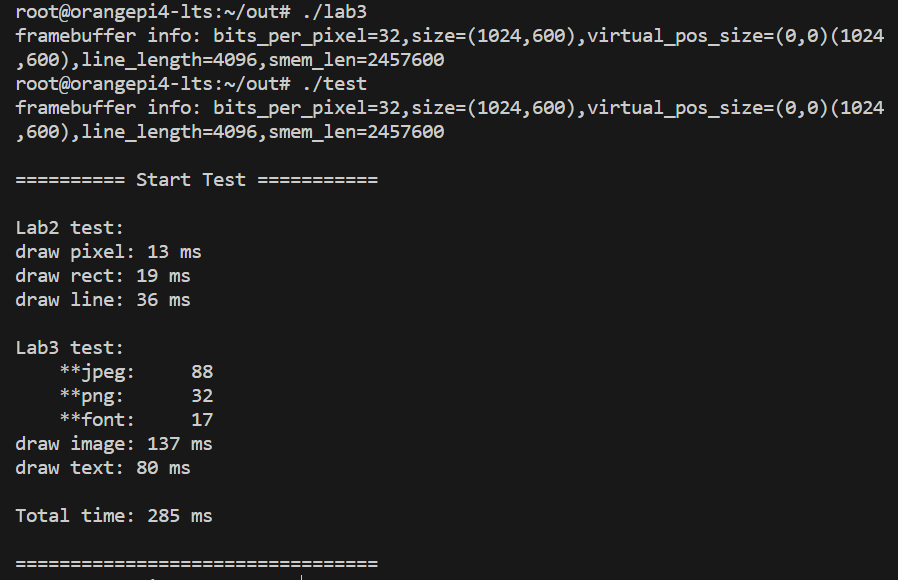 root@orangepi4-lts:~/out# ./lab3
framebuffer info: bits_per_pixel=32,size=(1024,600),virtual_pos_size=(0,0)(1024
,600),line_length=4096,smem_len=2457600
root@orangepi4-lts:~/out# ./test
framebuffer info: bits_per_pixel=32,size=(1024,600),virtual_pos_size=(0,0)(1024
,600),line_length=4096,smem_len=2457600
========== Start Test ===========
Lab2 test:
draw pixel: 13 ms
draw rect: 19 ms
draw line: 36 ms
Lab3 test:
    **jpeg:     88
    **png:      32
    **font:     17
draw image: 137 ms
draw text: 80 ms
Total time: 285 ms
=================================